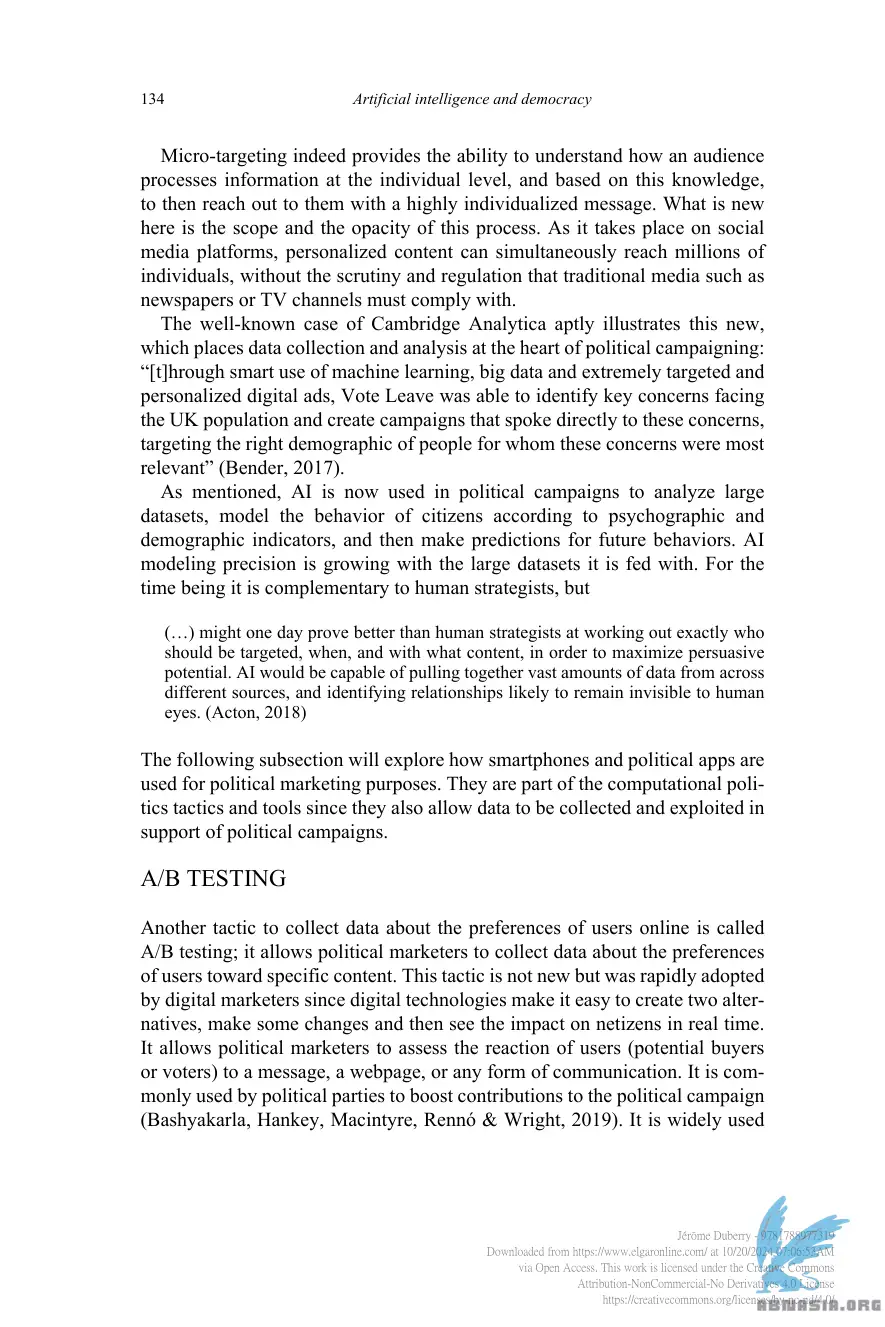 134 Artificial intelligence and democracy
Micro-targeting indeed provides the ability to understand how an audience
processes information at the individual level, and based on this knowledge,
to then reach out to them with a highly individualized message. What is new
here is the scope and the opacity of this process. As it takes place on social
media platforms, personalized content can simultaneously reach millions of
individuals, without the scrutiny and regulation that traditional media such as
newspapers or TV channels must comply with.
The well-known case of Cambridge Analytica aptly illustrates this new,
which places data collection and analysis at the heart of political campaigning:
“[t]hrough smart use of machine learning, big data and extremely targeted and
personalized digital ads, Vote Leave was able to identify key concerns facing
the UK population and create campaigns that spoke directly to these concerns,
targeting the right demographic of people for whom these concerns were most
relevant” (Bender, 2017).
As mentioned, AI is now used in political campaigns to analyze large
datasets, model the behavior of citizens according to psychographic and
demographic indicators, and then make predictions for future behaviors. AI
modeling precision is growing with the large datasets it is fed with. For the
time being it is complementary to human strategists, but
(…) might one day prove better than human strategists at working out exactly who
should be targeted, when, and with what content, in order to maximize persuasive
potential. AI would be capable of pulling together vast amounts of data from across
different sources, and identifying relationships likely to remain invisible to human
eyes. (Acton, 2018)
The following subsection will explore how smartphones and political apps are
used for political marketing purposes. They are part of the computational poli-
tics tactics and tools since they also allow data to be collected and exploited in
support of political campaigns.
A/B TESTING
Another tactic to collect data about the preferences of users online is called
A/B testing; it allows political marketers to collect data about the preferences
of users toward specific content. This tactic is not new but was rapidly adopted
by digital marketers since digital technologies make it easy to create two alter-
natives, make some changes and then see the impact on netizens in real time.
It allows political marketers to assess the reaction of users (potential buyers
or voters) to a message, a webpage, or any form of communication. It is com-
monly used by political parties to boost contributions to the political campaign
(Bashyakarla, Hankey, Macintyre, Rennó & Wright, 2019). It is widely used
Jérôme Duberry - 9781788977319
Downloaded from https://www.elgaronline.com/ at 10/20/2024 07:06:52AM
via Open Access. This work is licensed under the Creative Commons
Attribution-NonCommercial-No Derivatives 4.0 License
https://creativecommons.org/licenses/by-nc-nd/4.0/
ABTNASIA.ORG